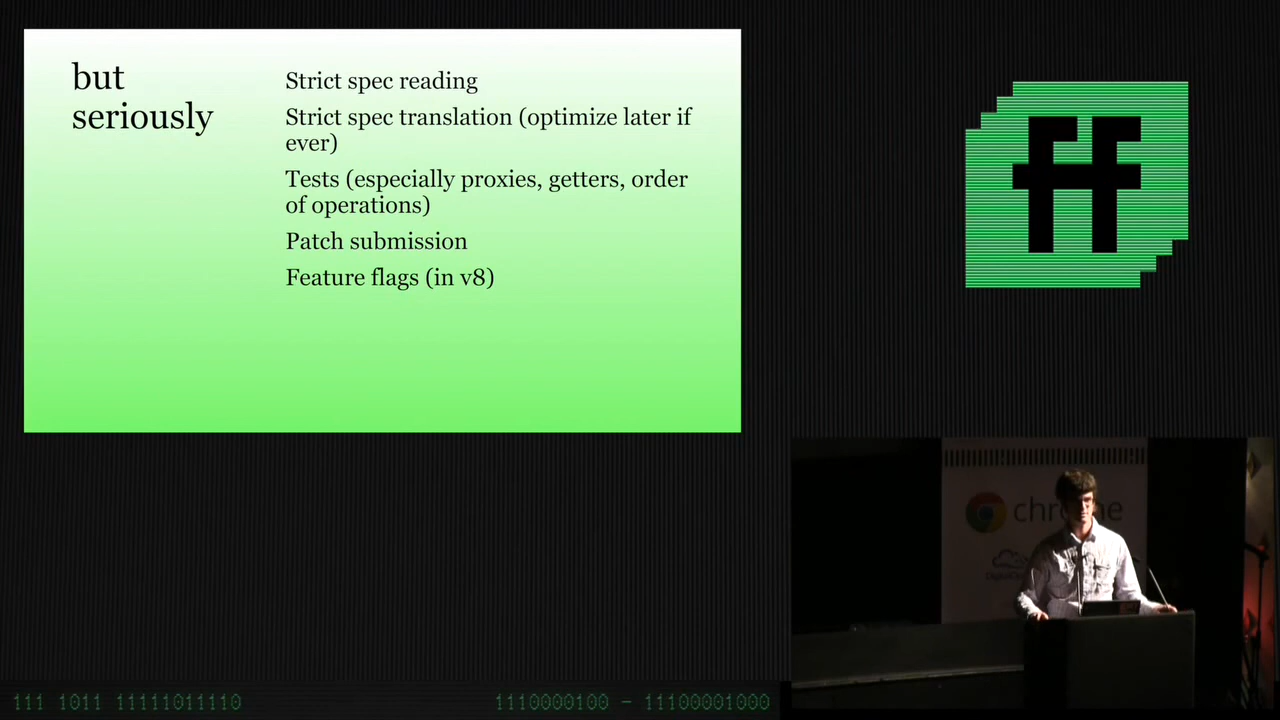 but
seriously
Strict spec reading
Strict spec translation (optimize later if
ever)
Tests (especially proxies, getters, order
of operations)
Patch submission
Feature flags (in v8)
ff
chrome
111 1011 11111011110
1110000100 - 11100001000